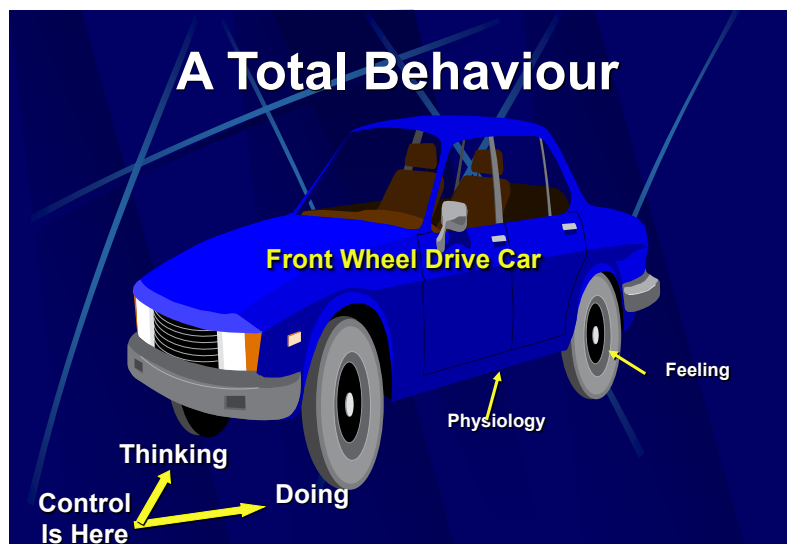 A Total Behaviour
Front Wheel Drive Car
Feeling
Physiology
Thinking
Doing
Control
Is Here